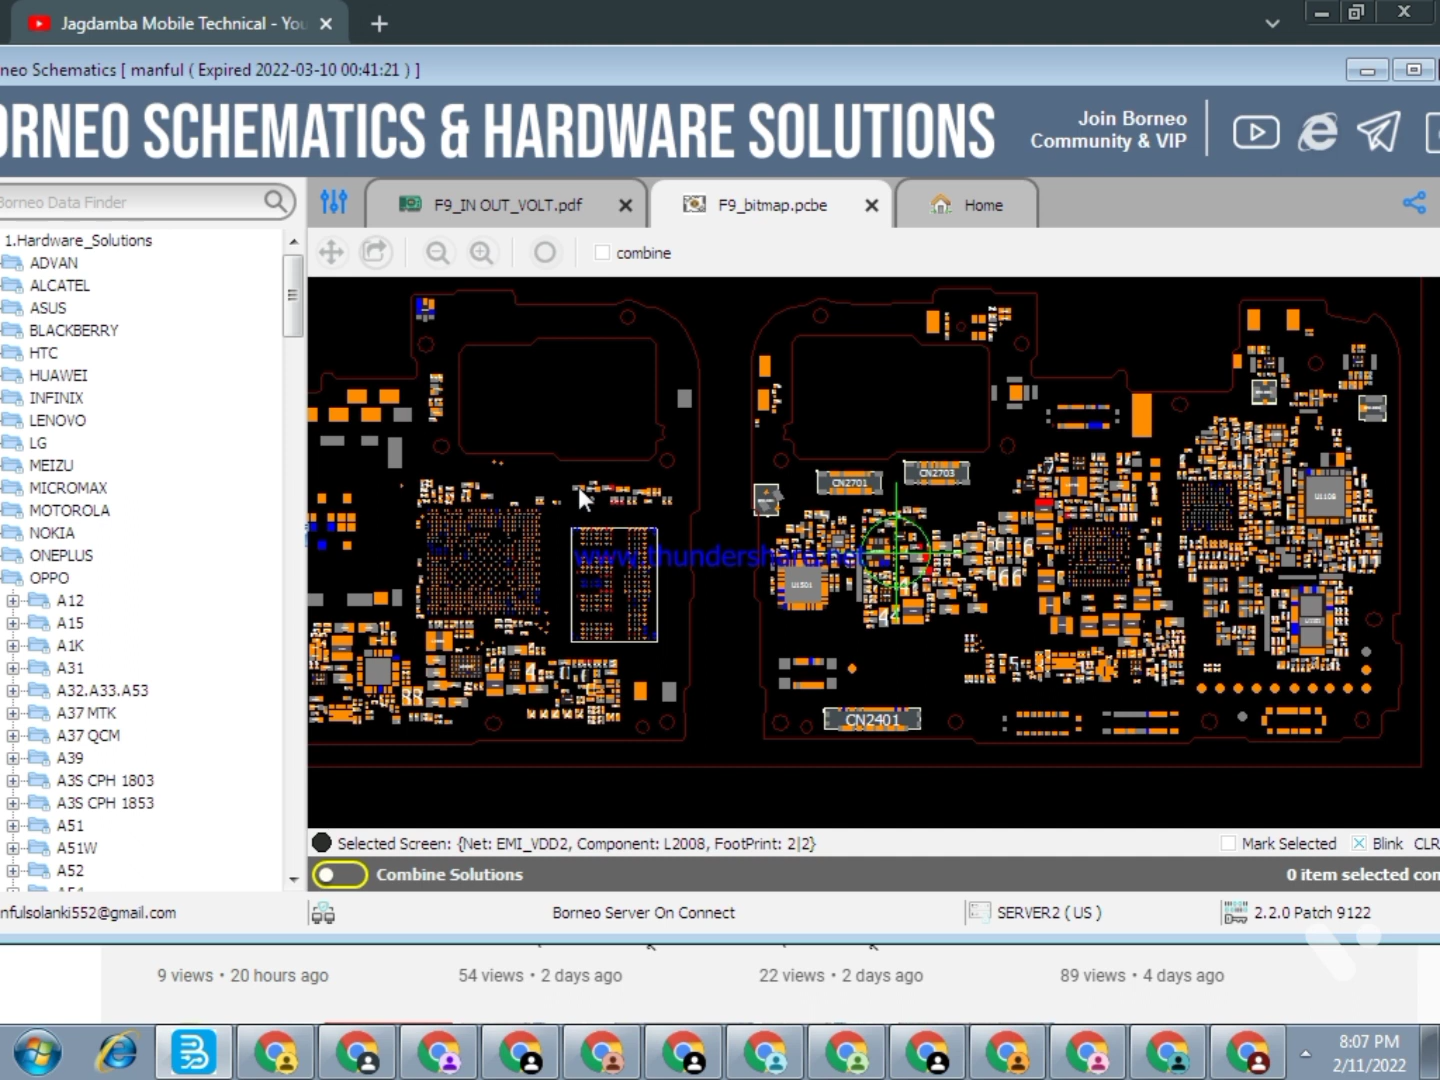 Jagdamba Mobile Technical - You
neo Schematics [ manful ( Expired 2022-03-10 00:41:21 ) ]
ORNEO SCHEMATICS & HARDWARE SOLUTIONS
Join Borneo
Community & VIP
Borneo Data Finder
F9_IN OUT_VOLT.pdf
F9_bitmap.pcbe
Home
combine
1.Hardware_Solutions
ADVAN
ALCATEL
ASUS
BLACKBERRY
HTC
HUAWEI
INFINIX
LENOVO
LG
MEIZU
MICROMAX
MOTOROLA
NOKIA
ONEPLUS
OPPO
A12
A15
A1K
A31
A32.A33.A53
A37 MTK
A37 QCM
A39
A3S CPH 1803
A3S CPH 1853
A51
A51W
A52
CN2701
CN2703
U1106
www.thundershare.net
U1501
CN2401
Selected Screen: {Net: EMI_VDD2, Component: L2008, FootPrint: 2|2}
Mark Selected
Blink
CLR
Combine Solutions
0 item selected con
nfulsolanki552@gmail.com
Borneo Server On Connect
SERVER2 ( US )
2.2.0 Patch 9122
9 views • 20 hours ago
54 views • 2 days ago
22 views • 2 days ago
89 views • 4 days ago
8:07 PM
2/11/2022